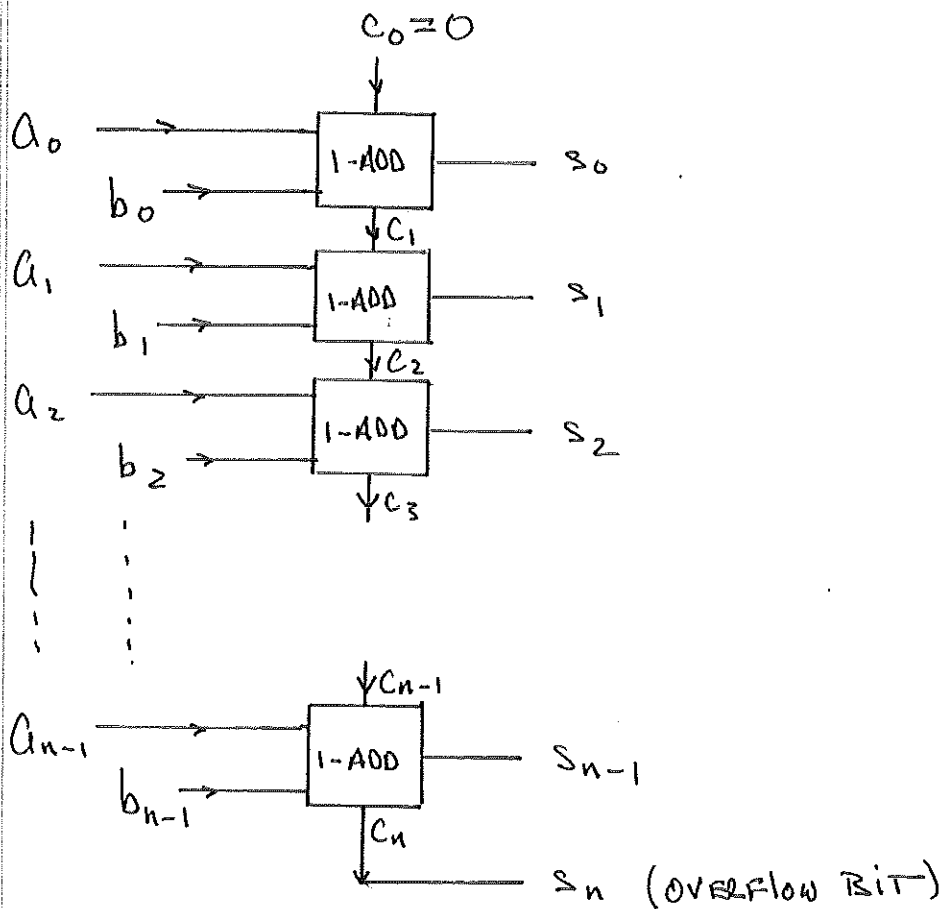 c₀ = 0
a₀ 1-ADD s₀
b₀
c₁
a₁ 1-ADD s₁
b₁
c₂
a₂ 1-ADD s₂
b₂
c₃
cₙ₋₁
aₙ₋₁ 1-ADD sₙ₋₁
bₙ₋₁
cₙ
sₙ (OVERFLOW BiT)